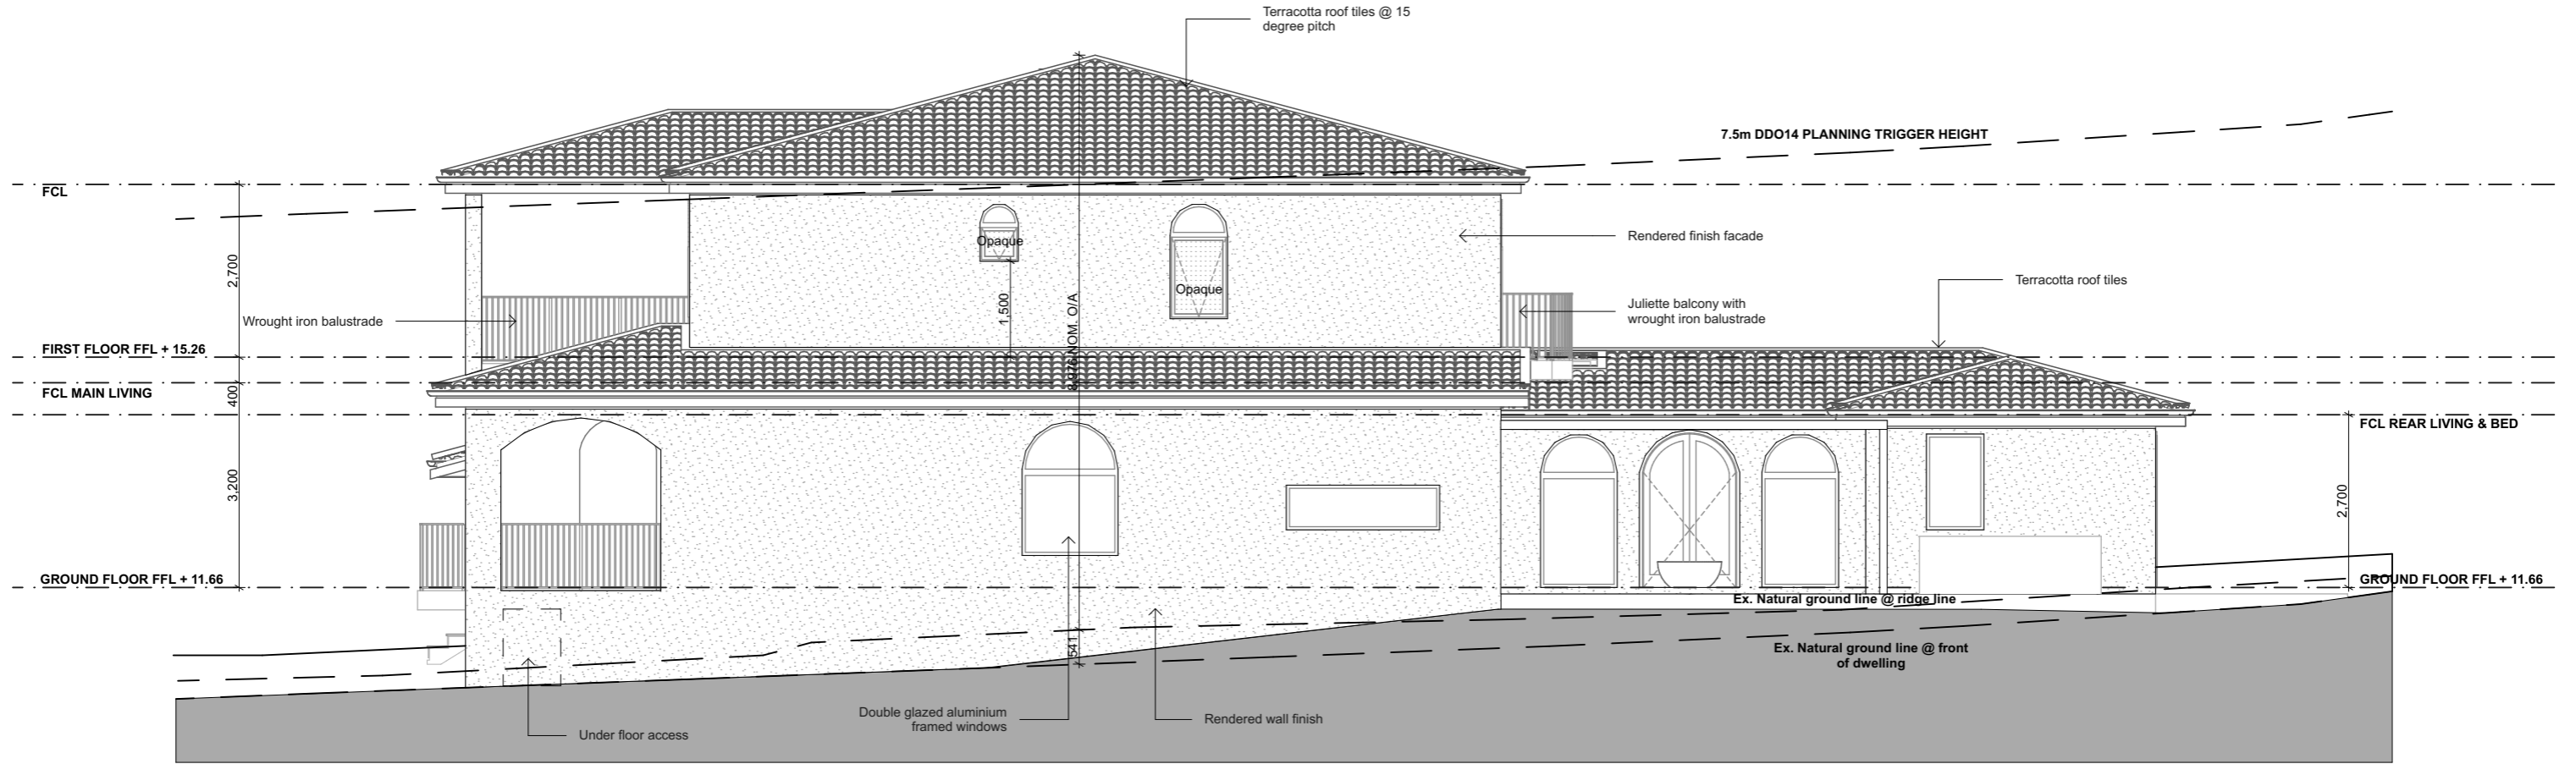 Terracotta roof tiles @ 15
degree pitch
7.5m DDO14 PLANNING TRIGGER HEIGHT
FCL
Rendered finish facade
Opaque
Opaque
2,700
1,500
Terracotta roof tiles
Juliette balcony with
wrought iron balustrade
Wrought iron balustrade
NOM. O/A
FIRST FLOOR FFL + 15.26
FCL MAIN LIVING
400
FCL REAR LIVING & BED
3,200
2,700
GROUND FLOOR FFL + 11.66
GROUND FLOOR FFL + 11.66
Ex. Natural ground line @ ridge line
541
Ex. Natural ground line @ front
of dwelling
Double glazed aluminium
framed windows
Rendered wall finish
Under floor access